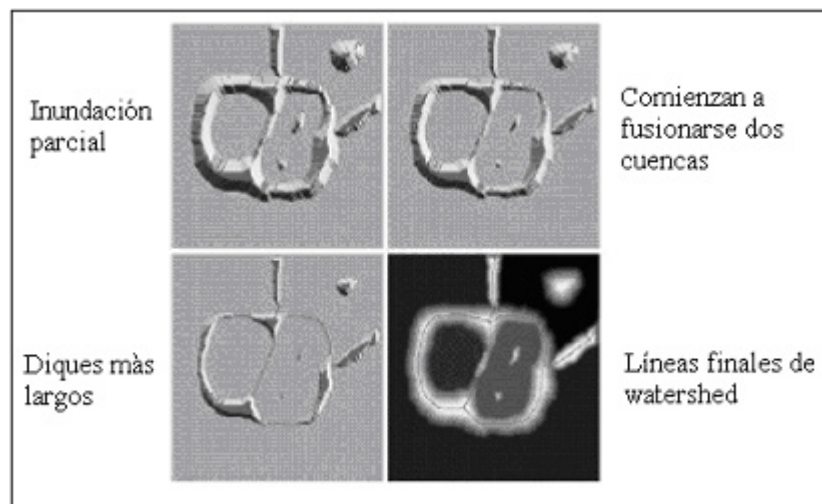 Inundación
parcial
Comienzan a
fusionarse dos
cuencas
Diques màs
largos
Líneas finales de
watershed